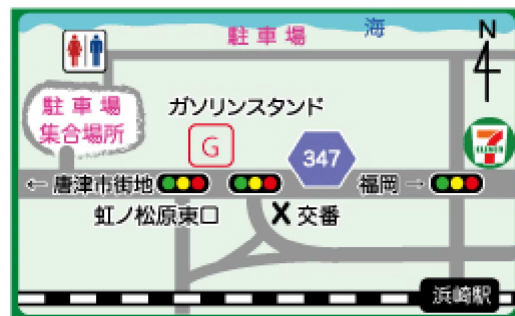 駐車場
海
N
駐車場
集合場所
ガソリンスタンド
G
347
7
ELEVEN
← 唐津市街地
福岡 →
虹ノ松原東口
X 交番
浜崎駅